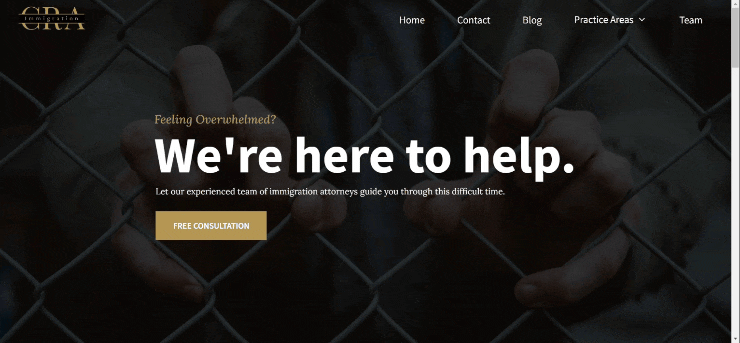 GRA
immigration
Home Contact Blog Practice Areas Team
Feeling Overwhelmed?
We're here to help.
Let our experienced team of immigration attorneys guide you through this difficult time.
FREE CONSULTATION